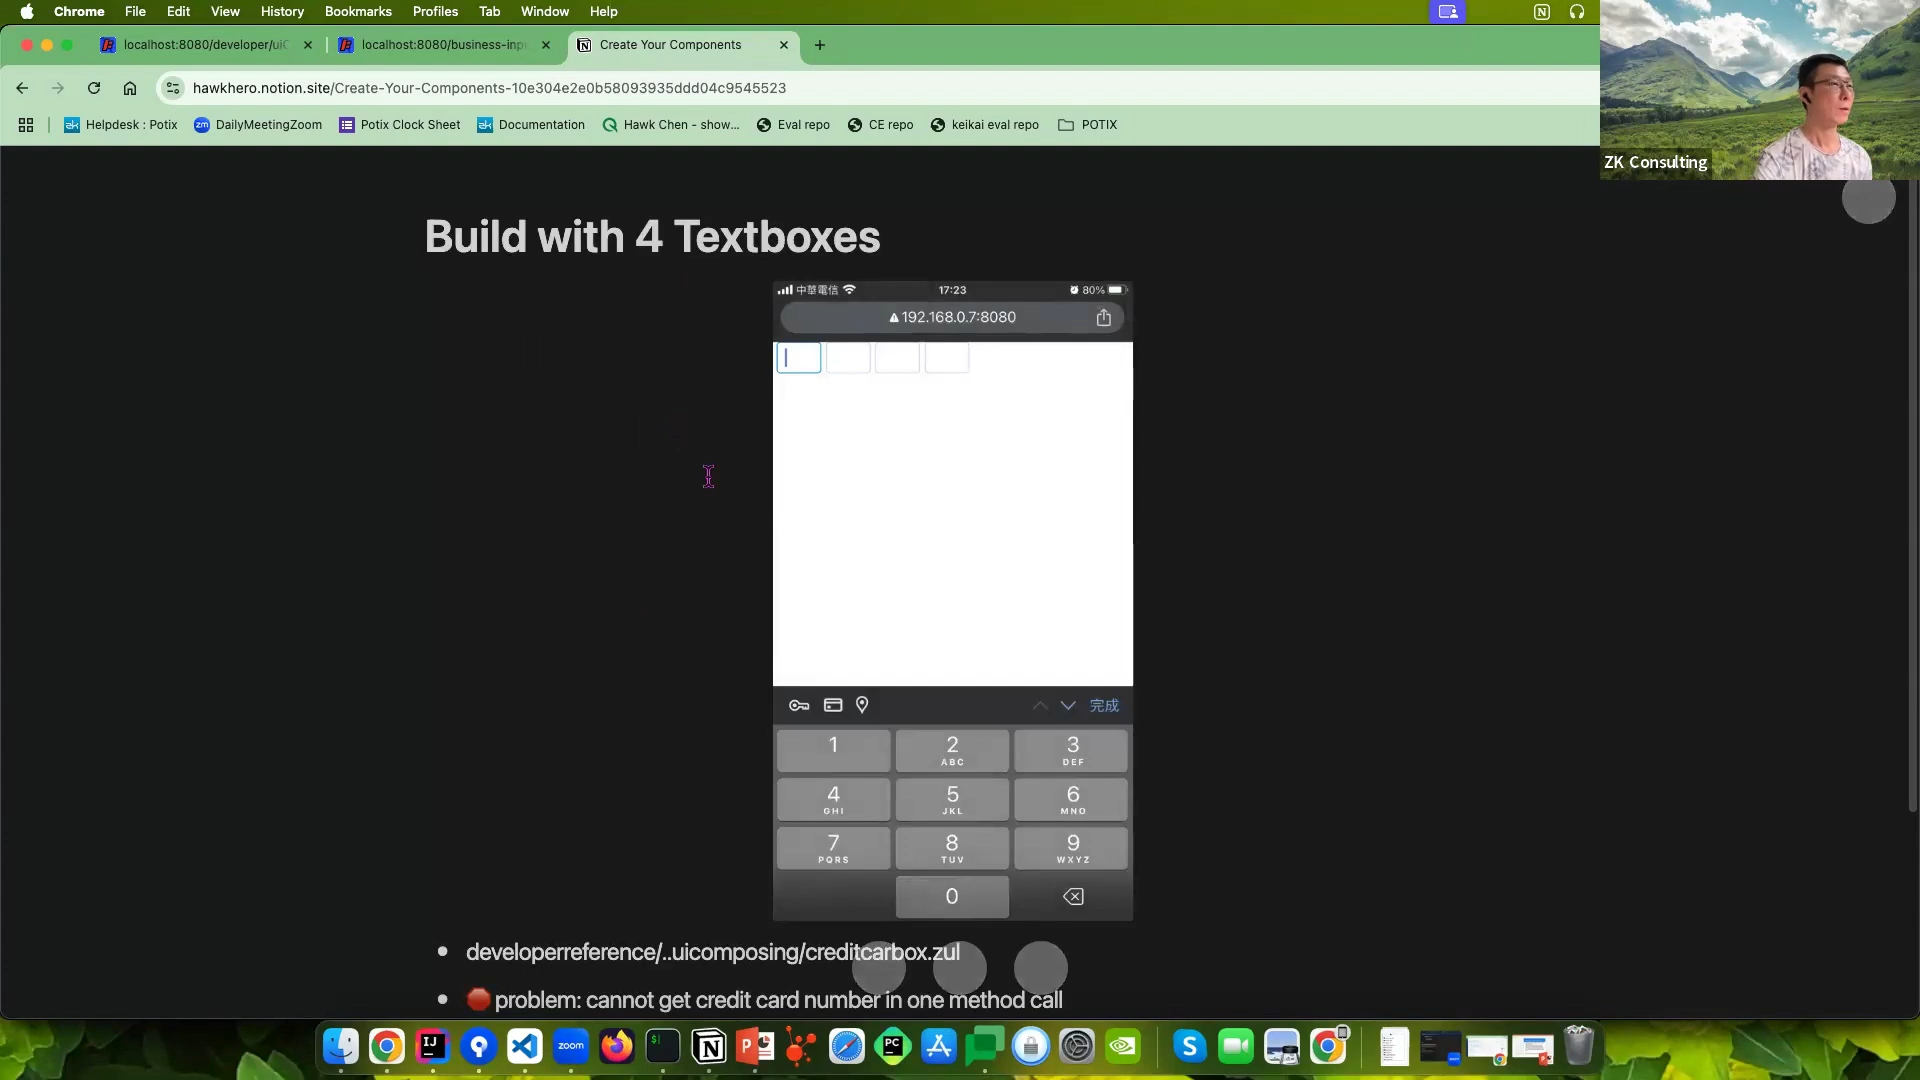 Chrome File Edit View History Bookmarks Profiles Tab Window Help
localhost:8080/developer/uiC
localhost:8080/business-inp
Create Your Components
hawkhero.notion.site/Create-Your-Components-10e304e2e0b58093935ddd04c9545523
Helpdesk : Potix DailyMeetingZoom Potix Clock Sheet Documentation Hawk Chen - show... Eval repo CE repo keikai eval repo POTIX
ZK Consulting
Build with 4 Textboxes
中華電信 17:23 80%
192.168.0.7:8080
完成
1 2 3
ABC DEF
4 5 6
GHI JKL MNO
7 8 9
PQRS TUV WXYZ
0
developerreference/..uicomposing/creditcarbox.zul
problem: cannot get credit card number in one method call
IJ zoom $| N P PC S